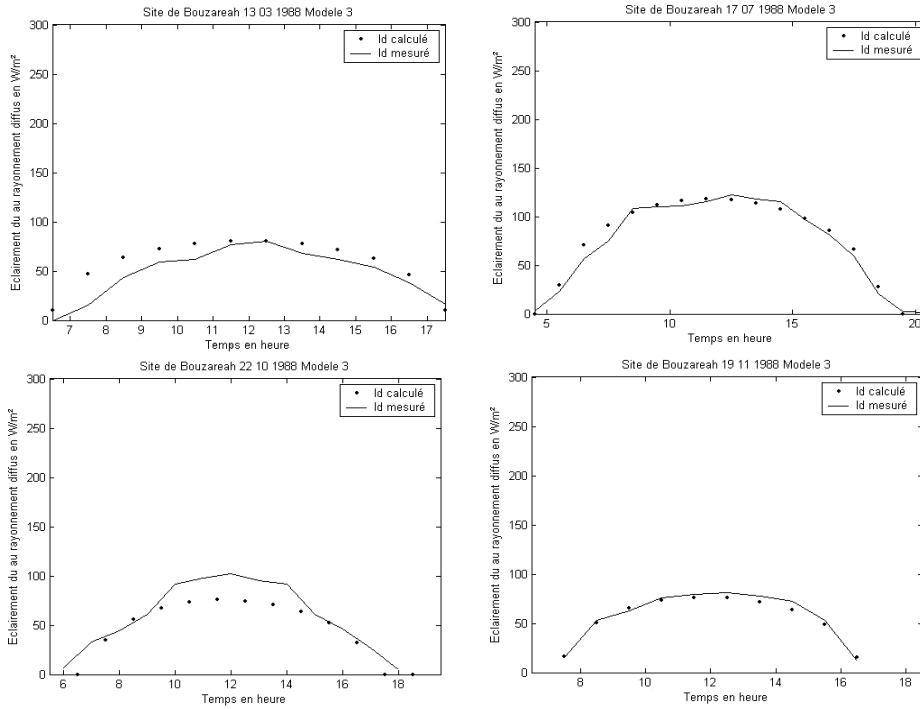 Site de Bouzareah 13 03 1988 Modele 3
Eclairement du au rayonnement diffus en W/m²
300
250
200
150
100
50
0
Id calculé
Id mesuré
7 8 9 10 11 12 13 14 15 16 17
Temps en heure
Site de Bouzareah 17 07 1988 Modele 3
Eclairement du au rayonnement diffus en W/m²
300
250
200
150
100
50
0
Id calculé
Id mesuré
5 10 15 20
Temps en heure
Site de Bouzareah 22 10 1988 Modele 3
Eclairement du au rayonnement diffus en W/m²
300
250
200
150
100
50
0
Id calculé
Id mesuré
6 8 10 12 14 16 18
Temps en heure
Site de Bouzareah 19 11 1988 Modele 3
Eclairement du au rayonnement diffus en W/m²
300
250
200
150
100
50
0
Id calculé
Id mesuré
8 10 12 14 16 18
Temps en heure